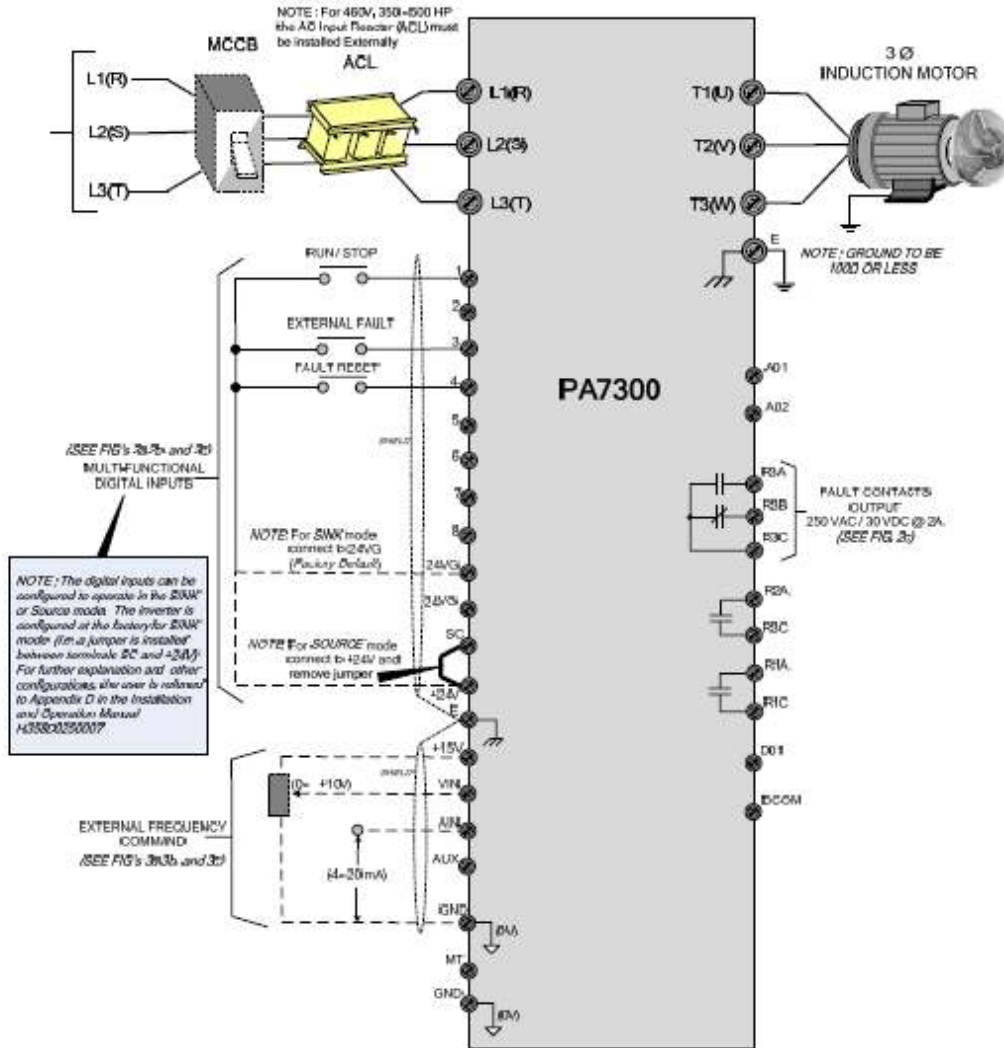 NOTE : For 460V, 350~500 HP
the AC Input Reactor (ACL) must
be installed Externally
MCCB
ACL
L1(R)
L2(S)
L3(T)
L1(R)
L2(S)
L3(T)
T1(U)
T2(V)
T3(W)
3 Ø
INDUCTION MOTOR
E
NOTE : GROUND TO BE
100Ω OR LESS
RUN / STOP
EXTERNAL FAULT
FAULT RESET
1
2
3
4
5
6
7
8
24VG
24VG
SC
+24V
E
PA7300
A01
A02
R3A
R3B
R3C
FAULT CONTACTS
OUTPUT
250 VAC / 30 VDC @ 2A.
(SEE FIG. 2c)
R2A
R3C
R1A
R1C
D01
DCOM
(SEE FIG's and )
MULTI-FUNCTIONAL
DIGITAL INPUTS
(SHIELD)
NOTE: For SINK mode
connect to 24VG
(Factory Default)
NOTE: For SOURCE mode
connect to +24V and
remove jumper
NOTE : The digital inputs can be
configured to operate in the SINK
or Source mode. The inverter is
configured at the factory for SINK
mode (i.e. a jumper is installed
between terminals SC and +24V)
For further explanation and other
configurations, the user is referred
to Appendix D in the Installation
and Operation Manual
+15V
VIN
AIN
AUX
GND
MT
GND
(SHIELD)
(0~ +10V)
(4~20mA)
(0V)
(0V)
EXTERNAL FREQUENCY
COMMAND
(SEE FIG's 3a, 3b, and 3c)